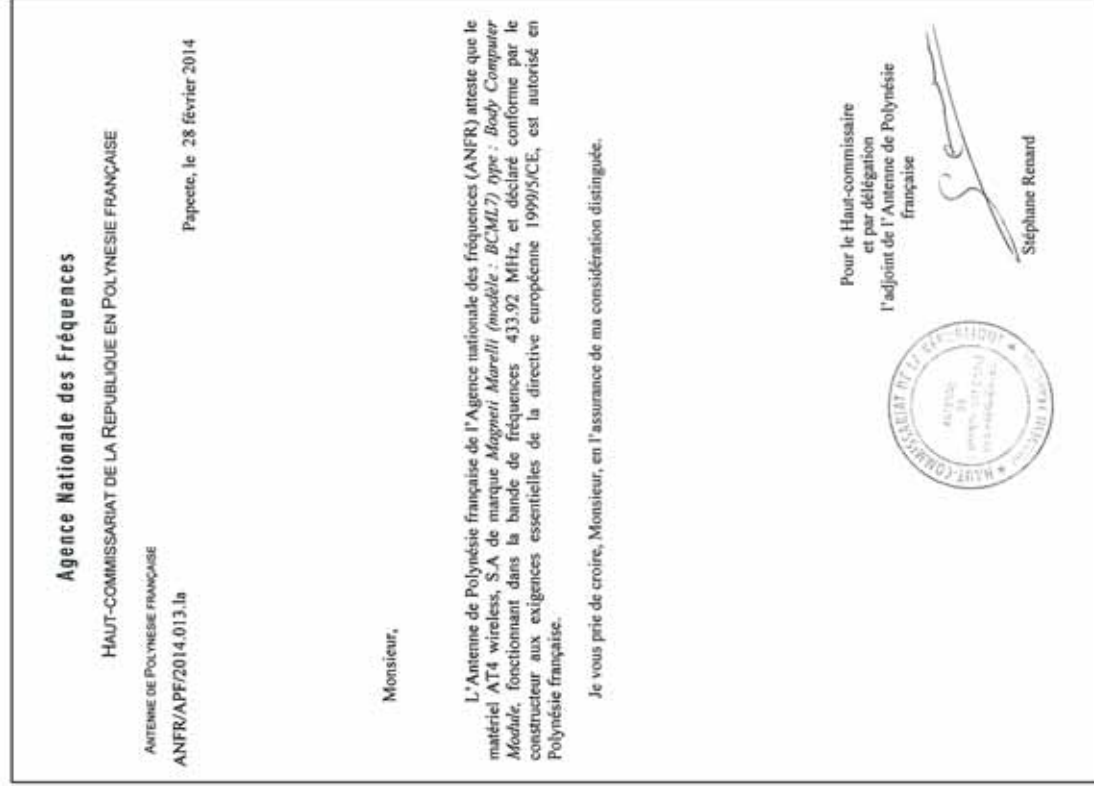 Agence Nationale des Fréquences
HAUT-COMMISSARIAT DE LA REPUBLIQUE EN POLYNESIE FRANÇAISE
ANTENNE DE POLYNESIE FRANÇAISE
ANFR/APF/2014.013.la
Papeete, le 28 février 2014
Monsieur,
L'Antenne de Polynésie française de l'Agence nationale des fréquences (ANFR) atteste que le
matériel AT4 wireless, S.A de marque Magneti Marelli (modèle : BCML7) type : Body Computer
Module, fonctionnant dans la bande de fréquences 433.92 MHz, et déclaré conforme par le
constructeur aux exigences essentielles de la directive européenne 1999/5/CE, est autorisé en
Polynésie française.
Je vous prie de croire, Monsieur, en l'assurance de ma considération distinguée.
Pour le Haut-commissaire
et par délégation
l'adjoint de l'Antenne de Polynésie
française
Stéphane Renard
HAUT-COMMISSARIAT DE LA REPUBLIQUE